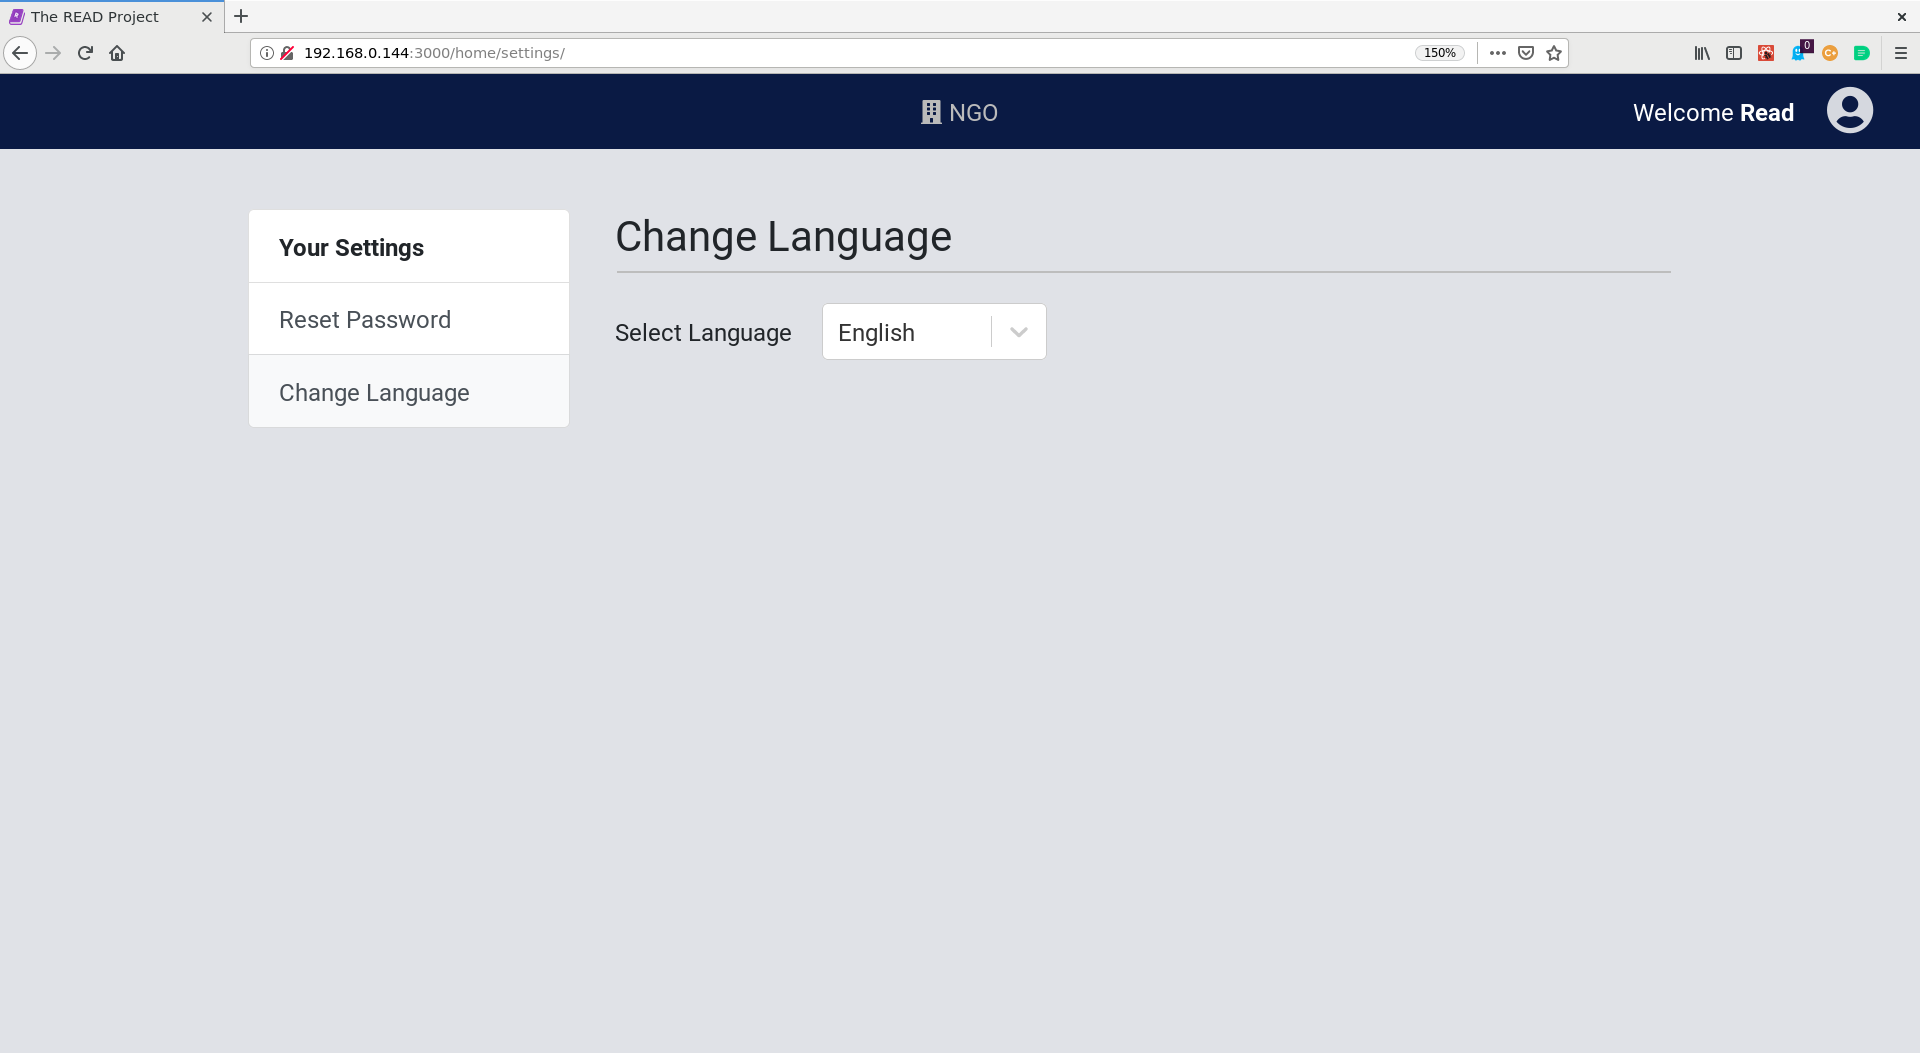 The READ Project
192.168.0.144:3000/home/settings/
150%
0
C+
NGO
Welcome Read
Your Settings
Reset Password
Change Language
Change Language
Select Language
English